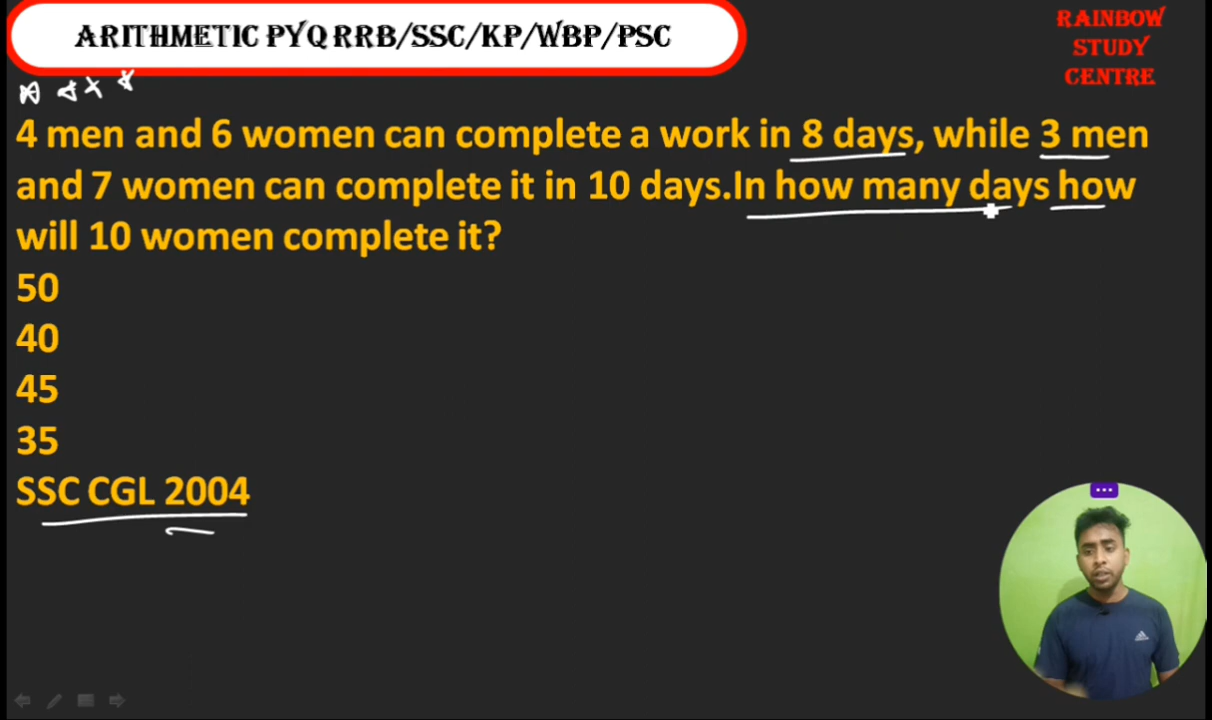 ARITHMETIC PYQ RRB/SSC/KP/WBP/PSC
RAINBOW
STUDY
CENTRE
4 men and 6 women can complete a work in 8 days, while 3 men
and 7 women can complete it in 10 days.In how many days how
will 10 women complete it?
50
40
45
35
SSC CGL 2004